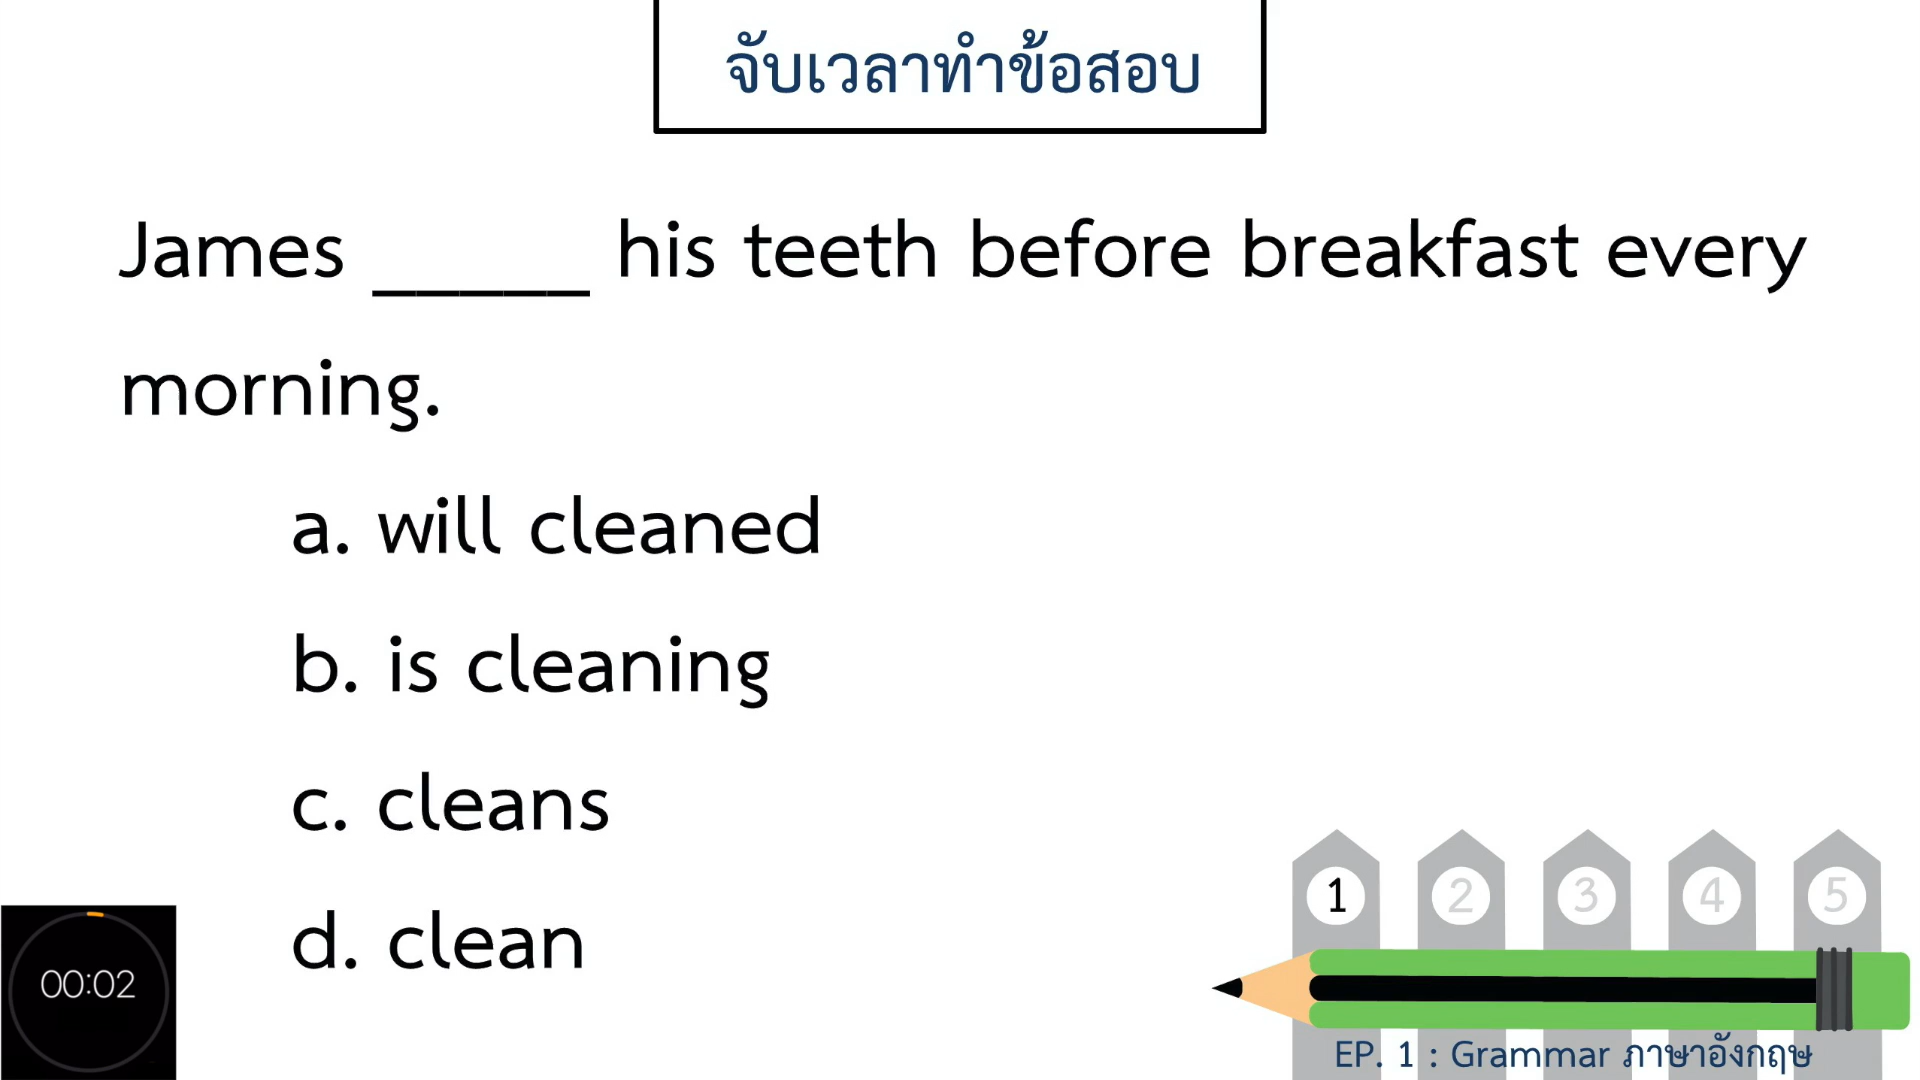 จับเวลาทำข้อสอบ
James _____ his teeth before breakfast every
morning.
a. will cleaned
b. is cleaning
c. cleans
d. clean
00:02
1 2 3 4 5
EP. 1 : Grammar ภาษาอังกฤษ